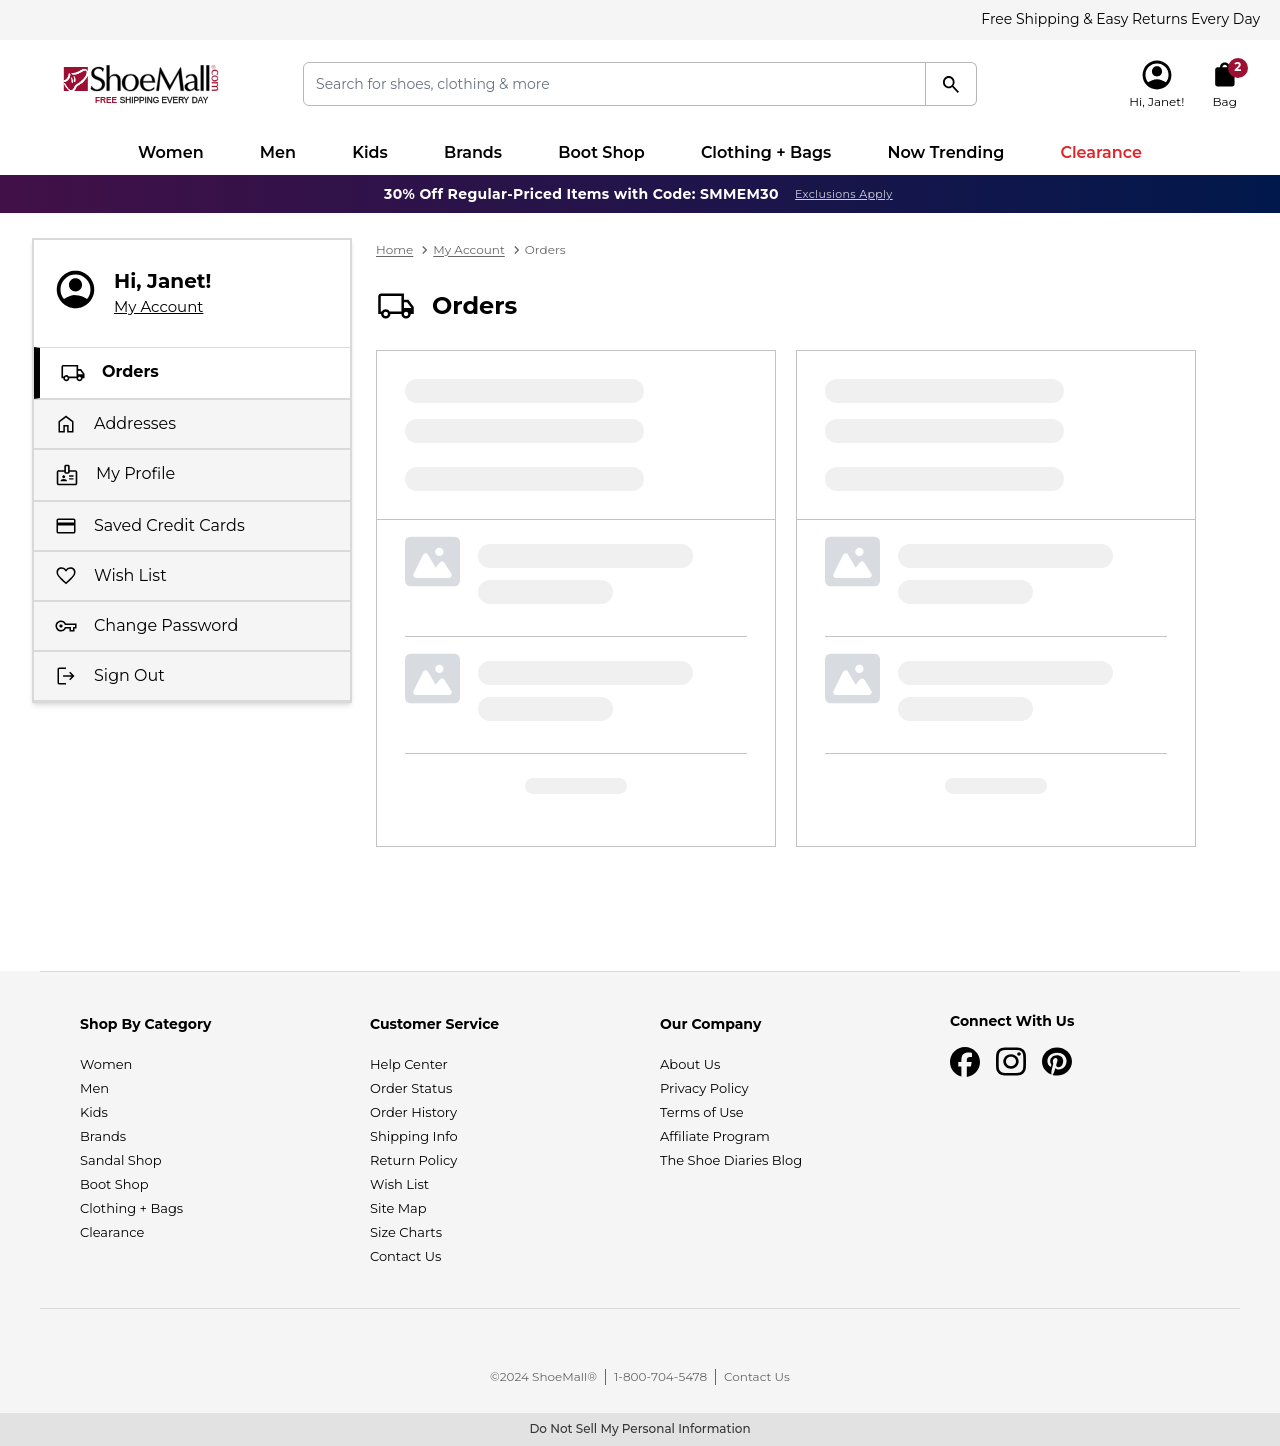 Free Shipping & Easy Returns Every Day
ShoeMall.com
FREE SHIPPING EVERY DAY
Search for shoes, clothing & more
Hi, Janet!
2
Bag
Women
Men
Kids
Brands
Boot Shop
Clothing + Bags
Now Trending
Clearance
30% Off Regular-Priced Items with Code: SMMEM30
Exclusions Apply
Hi, Janet!
My Account
Orders
Addresses
My Profile
Saved Credit Cards
Wish List
Change Password
Sign Out
Home
My Account
Orders
Orders
Shop By Category
Women
Men
Kids
Brands
Sandal Shop
Boot Shop
Clothing + Bags
Clearance
Customer Service
Help Center
Order Status
Order History
Shipping Info
Return Policy
Wish List
Site Map
Size Charts
Contact Us
Our Company
About Us
Privacy Policy
Terms of Use
Affiliate Program
The Shoe Diaries Blog
Connect With Us
©2024 ShoeMall®
1-800-704-5478
Contact Us
Do Not Sell My Personal Information